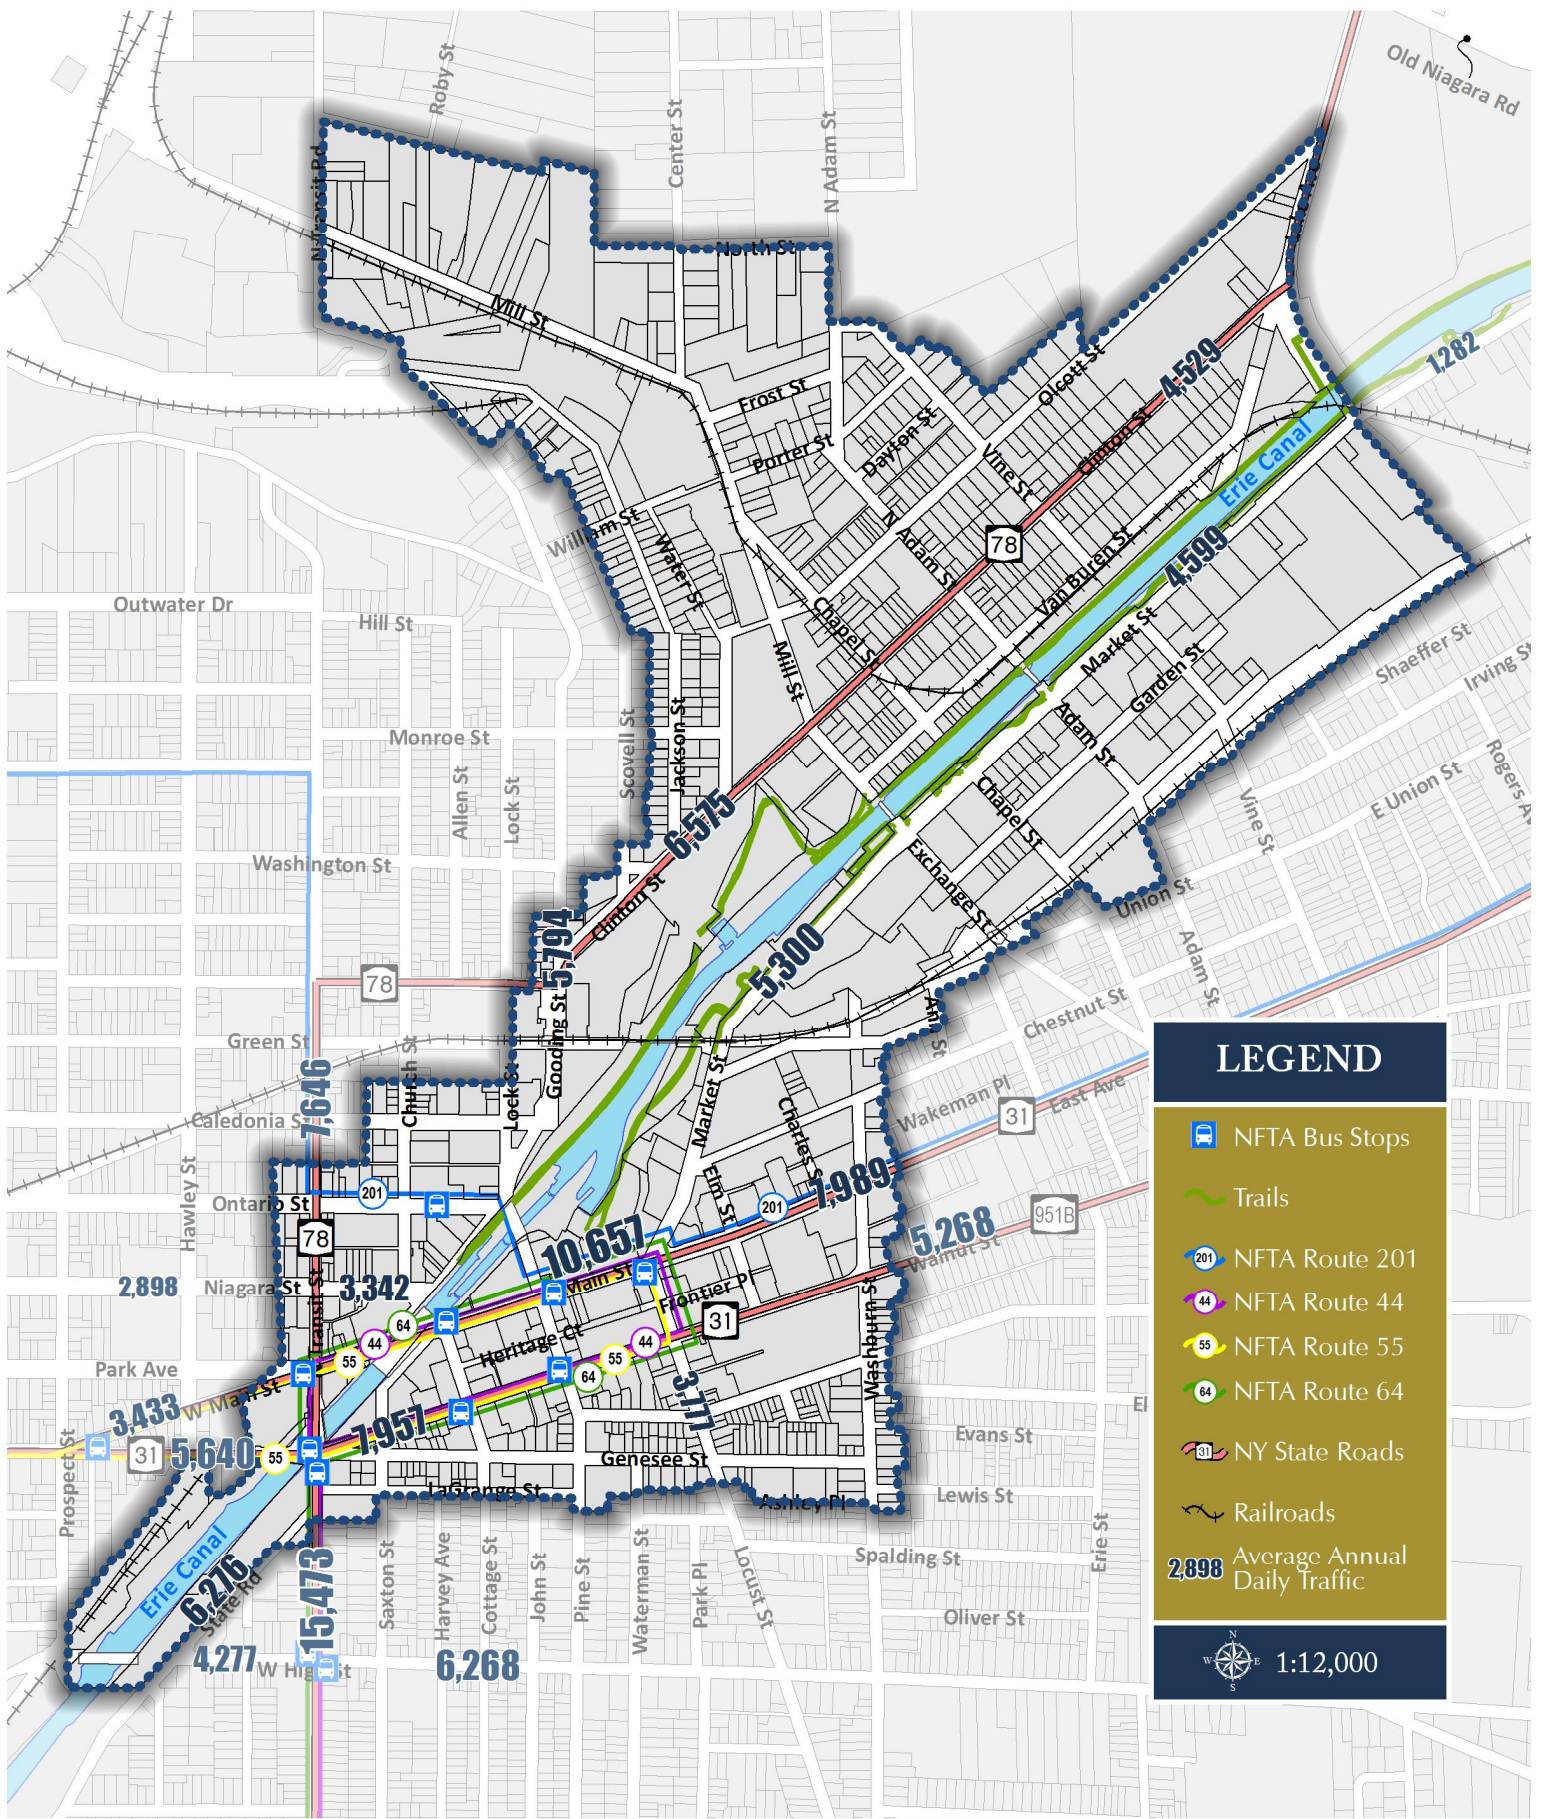 Old Niagara Rd
Roby St
Center St
N Adam St
N Transit Rd
North St
Mill St
1,282
4,529
Olcott St
Frost St
Clinton St
Dayton St
Porter St
Vine St
Erie Canal
William St
N Adam St
78
Water St
Van Buren St
4,599
Outwater Dr
Hill St
Chapel St
Market St
Shaeffer St
Garden St
Irving St
Mill St
Adam St
Scovell St
Jackson St
Monroe St
Rogers
Allen St
Lock St
E Union St
Chapel St
Vine St
6,575
Washington St
Exchange St
Union St
Clinton St
5,794
5,300
Adam St
78
Chestnut St
Ann St
Gooding St
Green St
Church St
7,646
Lock St
Market St
Wakeman Pl
East Ave
31
Caledonia S
Charles S
Hawley St
Elm St
7,989
201
Ontario St
201
951B
5,268
Walnut St
78
10,657
2,898
Niagara St
3,342
Main St
Frontier Pl
Transit St
64
31
44
Heritage Ct
44
55
55
64
Washburn St
Park Ave
W Main St
3,433
3,777
7,957
El
Evans St
Prospect St
31
5,640
55
Genesee St
LaGrange St
Ashley Pl
Lewis St
Erie Canal
6,276
State Rd
15,473
Saxton St
Harvey Ave
Cottage St
John St
Pine St
Waterman St
Park Pl
Locust St
Spalding St
Erie St
Oliver St
4,277
W High St
6,268
LEGEND
NFTA Bus Stops
Trails
201 NFTA Route 201
44 NFTA Route 44
55 NFTA Route 55
64 NFTA Route 64
31 NY State Roads
Railroads
2,898 Average Annual
Daily Traffic
N
W E
S
1:12,000